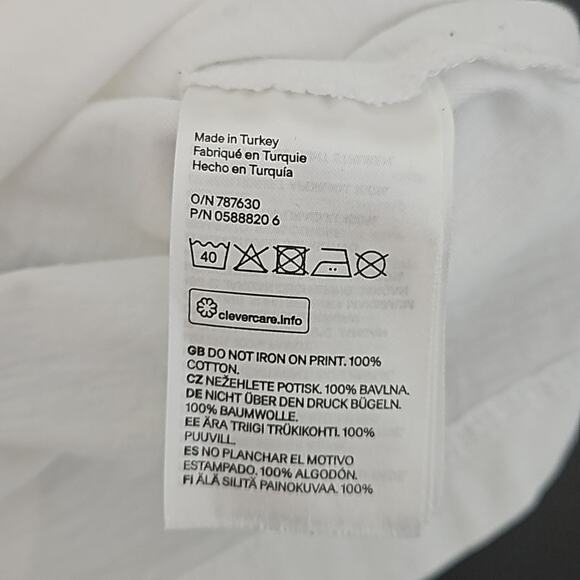 Made in Turkey
Fabriqué en Turquie
Hecho en Turquía
O/N 787630
P/N 0588820 6
40
clevercare.info
GB DO NOT IRON ON PRINT. 100%
COTTON.
CZ NEŽEHLETE POTISK. 100% BAVLNA.
DE NICHT ÜBER DEN DRUCK BÜGELN.
100% BAUMWOLLE.
EE ÄRA TRIIGI TRÜKIKOHTI. 100%
PUUVILL.
ES NO PLANCHAR EL MOTIVO
ESTAMPADO. 100% ALGODÓN.
FI ÄLÄ SILITÄ PAINOKUVAA. 100%